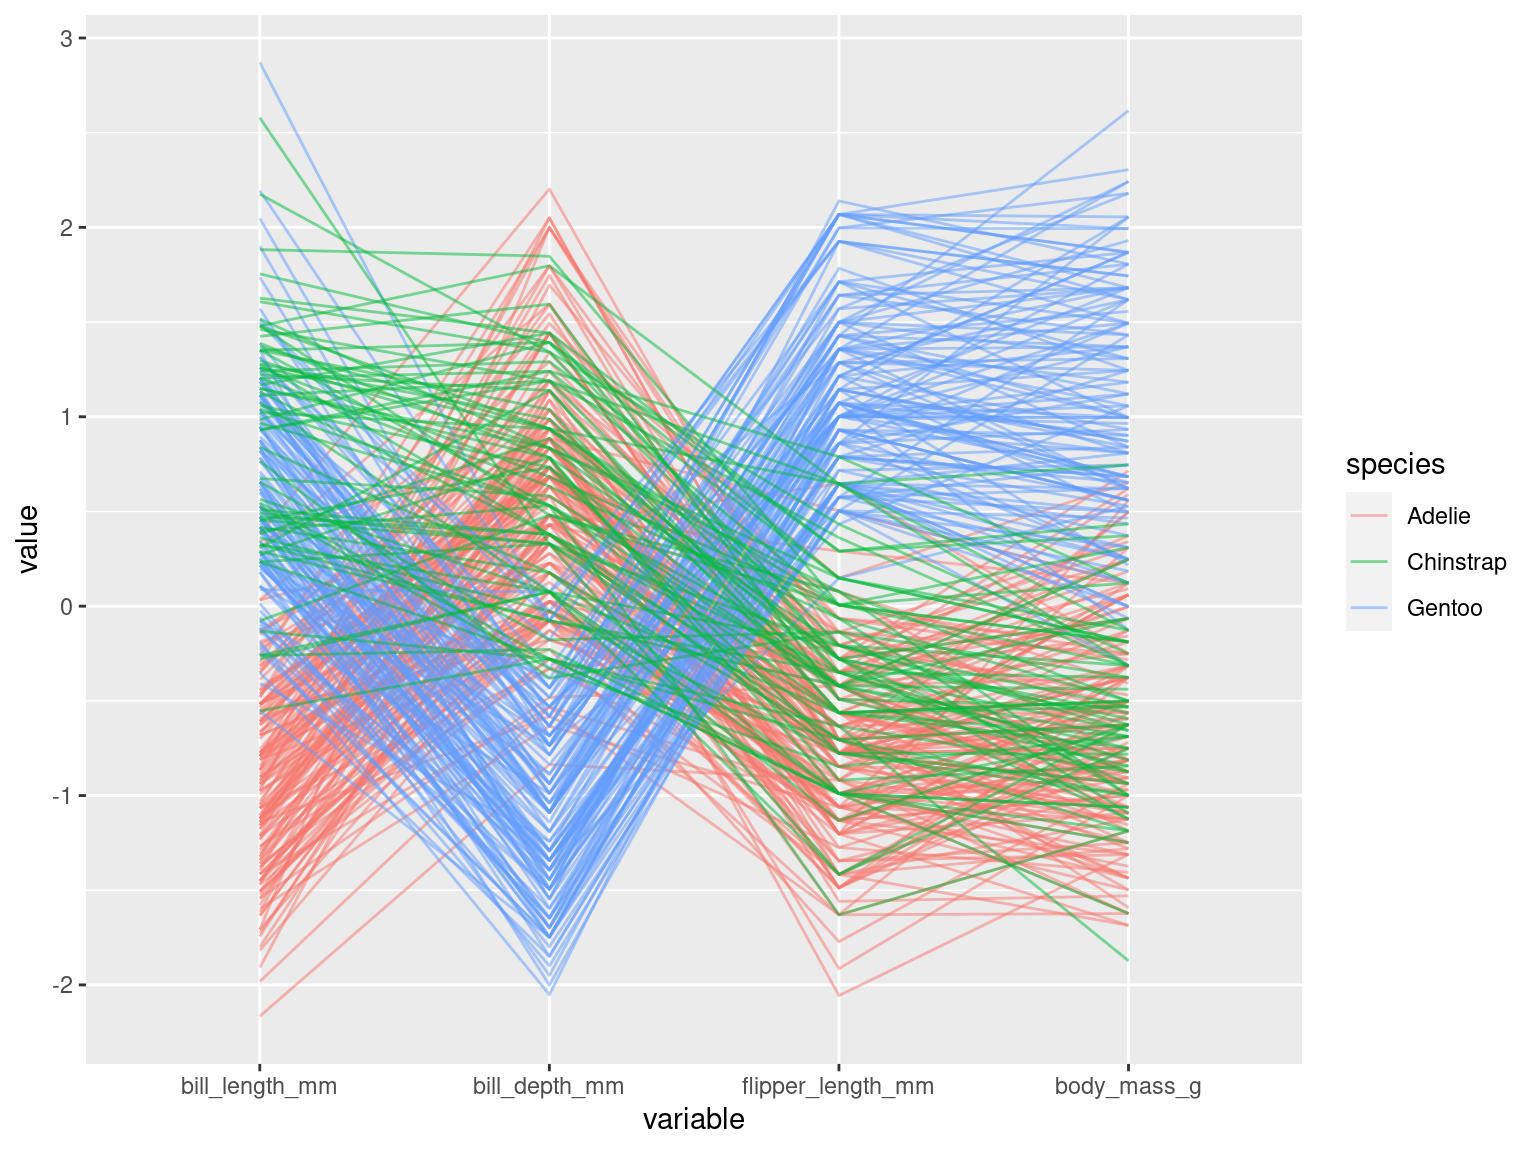 3
2
1
0
-1
-2
value
bill_length_mm
bill_depth_mm
flipper_length_mm
body_mass_g
variable
species
Adelie
Chinstrap
Gentoo